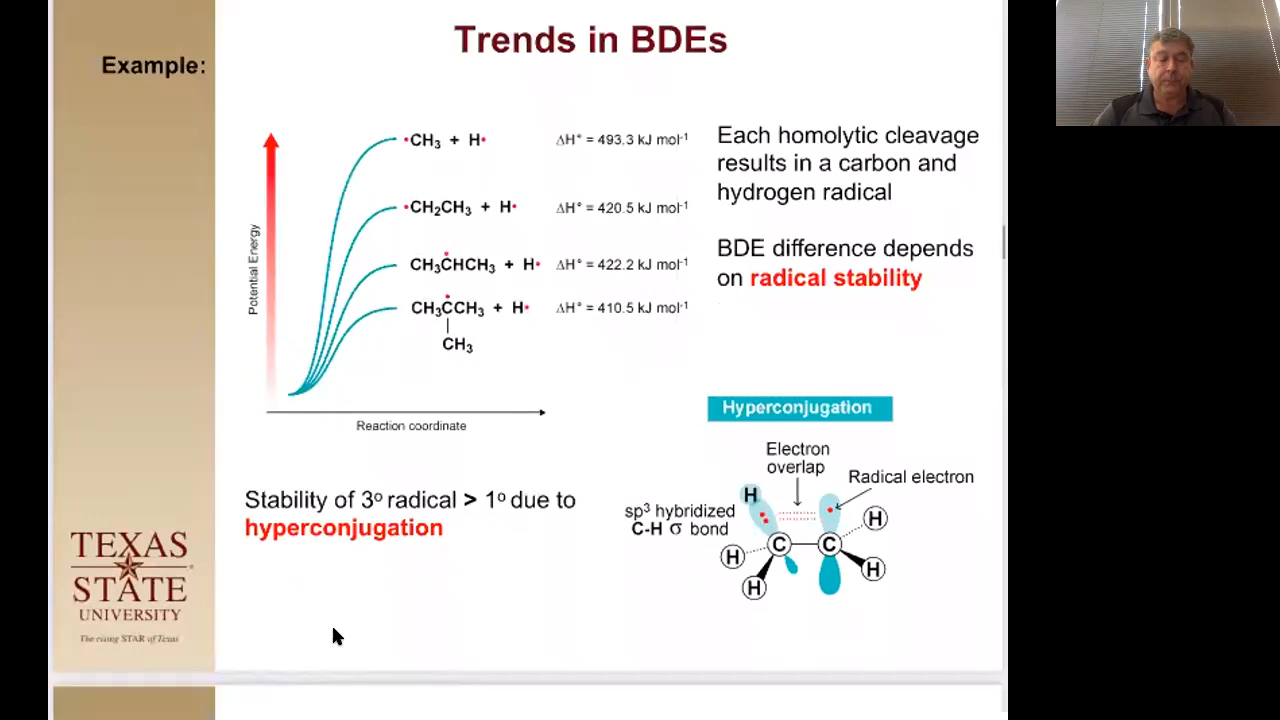 Trends in BDEs
Example:
•CH₃ + H• ΔH° = 493.3 kJ mol⁻¹
•CH₂CH₃ + H• ΔH° = 420.5 kJ mol⁻¹
CH₃ĊHCH₃ + H• ΔH° = 422.2 kJ mol⁻¹
CH₃ĊCH₃ + H• ΔH° = 410.5 kJ mol⁻¹
CH₃
Potential Energy
Reaction coordinate
Each homolytic cleavage
results in a carbon and
hydrogen radical
BDE difference depends
on radical stability
Stability of 3º radical > 1º due to
hyperconjugation
Hyperconjugation
Electron
overlap
Radical electron
sp³ hybridized
C-H σ bond
H
H
C
C
H
H
H
TEXAS
STATE
UNIVERSITY
The rising STAR of Texas